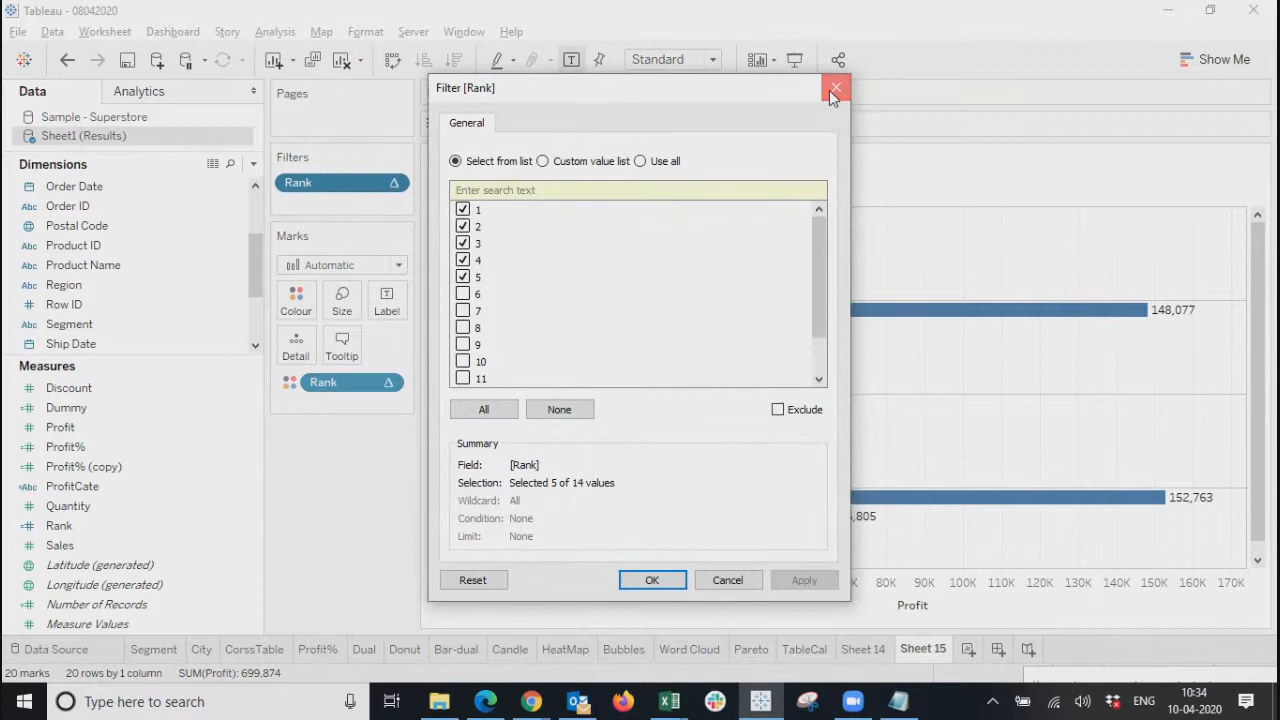 Tableau - 08042020
File Data Worksheet Dashboard Story Analysis Map Format Server Window Help
Standard
Show Me
Data
Analytics
Sample - Superstore
Sheet1 (Results)
Dimensions
Order Date
Abc Order ID
Postal Code
Abc Product ID
Abc Product Name
Abc Region
# Row ID
Abc Segment
Ship Date
Measures
# Discount
=# Dummy
# Profit
=# Profit%
=# Profit% (copy)
=Abc ProfitCate
# Quantity
=# Rank
# Sales
Latitude (generated)
Longitude (generated)
=# Number of Records
# Measure Values
Pages
Filters
Rank
Marks
Automatic
Colour
Size
Label
Detail
Tooltip
Rank
Filter [Rank]
General
Select from list
Custom value list
Use all
Enter search text
1
2
3
4
5
6
7
8
9
10
11
All
None
Exclude
Summary
Field: [Rank]
Selection: Selected 5 of 14 values
Wildcard: All
Condition: None
Limit: None
Reset
OK
Cancel
Apply
148,077
152,763
80K 90K 100K 110K 120K 130K 140K 150K 160K 170K
Profit
Data Source
Segment
City
CorssTable
Profit%
Dual
Donut
Bar-dual
Candle
HeatMap
Bubbles
Word Cloud
Pareto
TableCal
Sheet 14
Sheet 15
20 marks
20 rows by 1 column
SUM(Profit): 699,874
Type here to search
ENG
10:34
10-04-2020